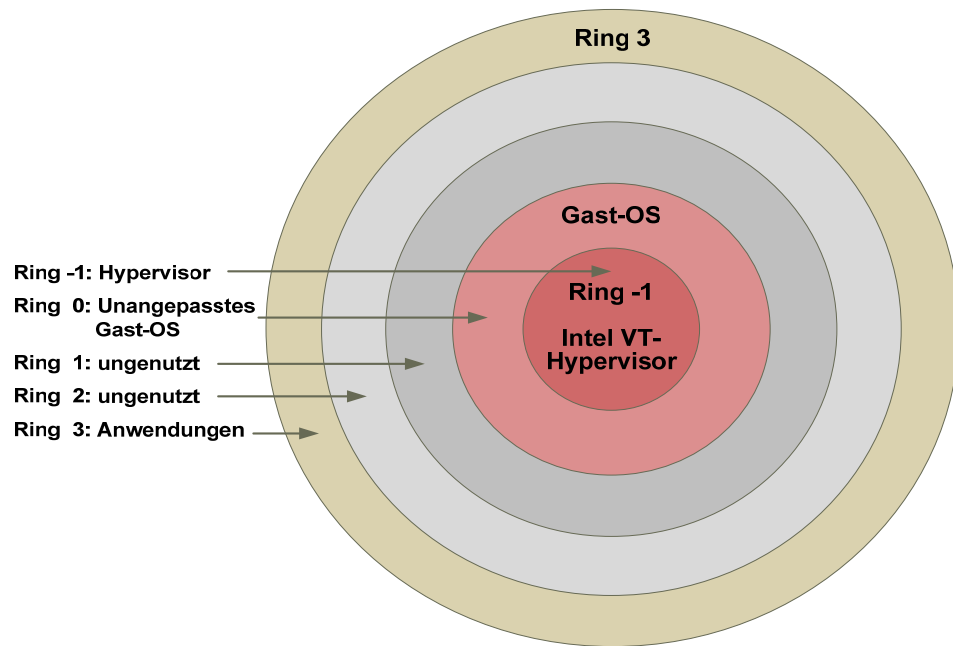 Ring 3
Gast-OS
Ring -1
Intel VT-
Hypervisor
Ring -1: Hypervisor
Ring 0: Unangepasstes
Gast-OS
Ring 1: ungenutzt
Ring 2: ungenutzt
Ring 3: Anwendungen